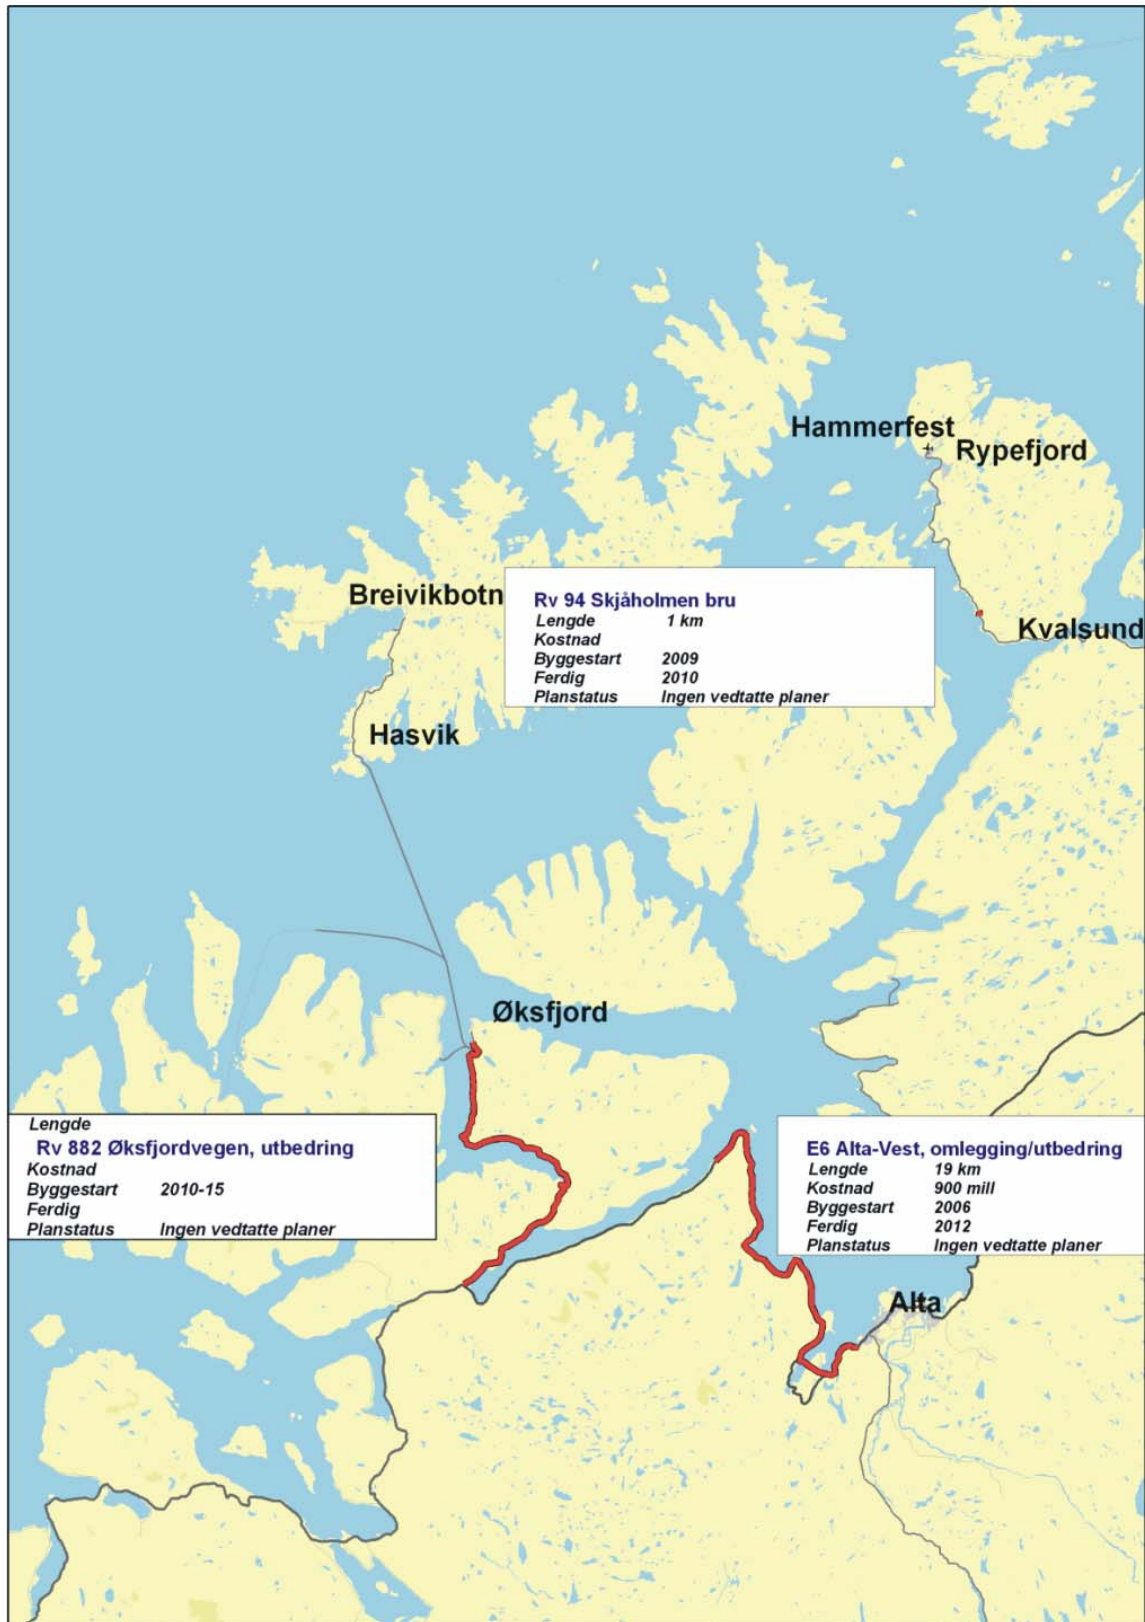 Hammerfest
Rypefjord
Breivikbotn
Rv 94 Skjåholmen bru
Lengde 1 km
Kostnad
Byggestart 2009
Ferdig 2010
Planstatus Ingen vedtatte planer
Kvalsund
Hasvik
Øksfjord
Lengde
Rv 882 Øksfjordvegen, utbedring
Kostnad
Byggestart 2010-15
Ferdig
Planstatus Ingen vedtatte planer
E6 Alta-Vest, omlegging/utbedring
Lengde 19 km
Kostnad 900 mill
Byggestart 2006
Ferdig 2012
Planstatus Ingen vedtatte planer
Alta